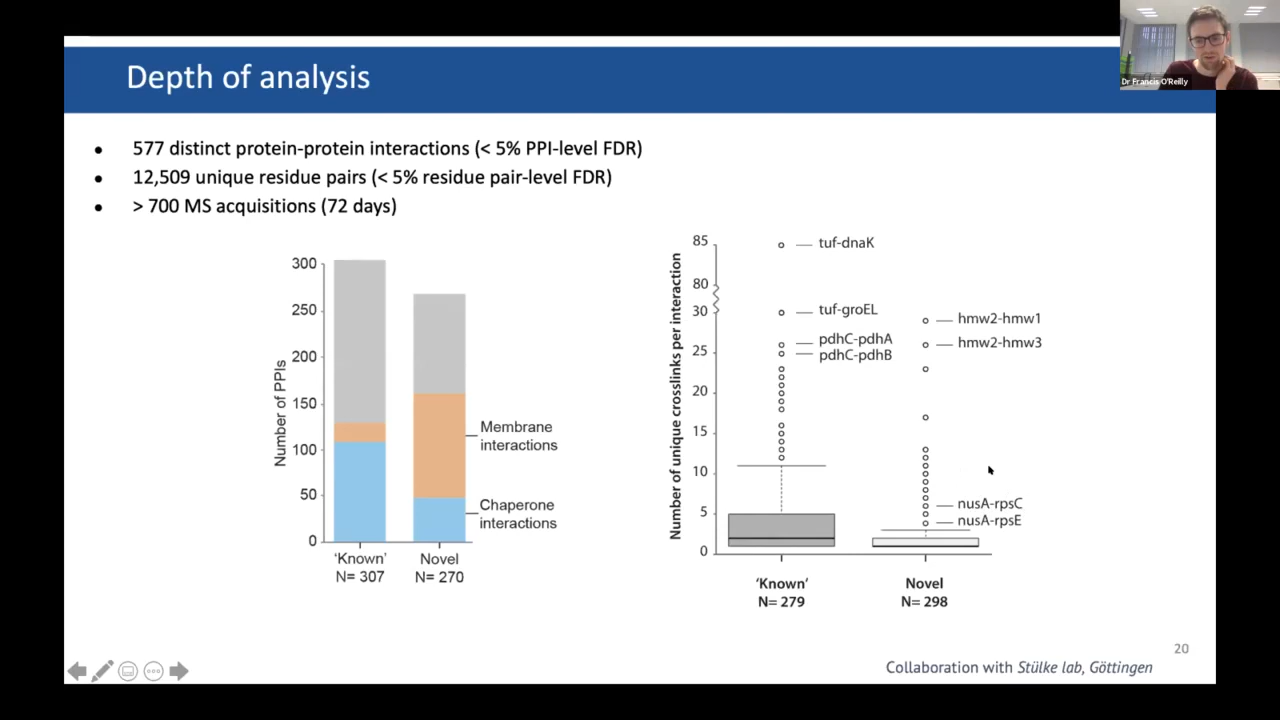 Dr Francis O'Reilly
Depth of analysis
• 577 distinct protein-protein interactions (< 5% PPI-level FDR)
• 12,509 unique residue pairs (< 5% residue pair-level FDR)
• > 700 MS acquisitions (72 days)
Number of PPIs
300
250
200
150
100
50
0
Membrane
interactions
Chaperone
interactions
'Known'
N= 307
Novel
N= 270
Number of unique crosslinks per interaction
85
80
30
25
20
15
10
5
0
tuf-dnaK
tuf-groEL
pdhC-pdhA
pdhC-pdhB
hmw2-hmw1
hmw2-hmw3
nusA-rpsC
nusA-rpsE
'Known'
N= 279
Novel
N= 298
20
Collaboration with Stülke lab, Göttingen